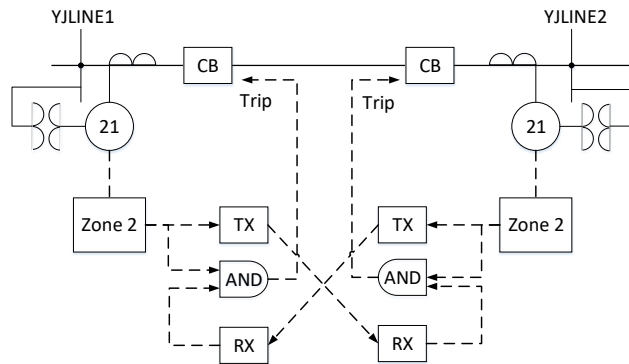 YJLINE1
YJLINE2
CB
CB
Trip
Trip
21
21
Zone 2
TX
TX
Zone 2
AND
AND
RX
RX